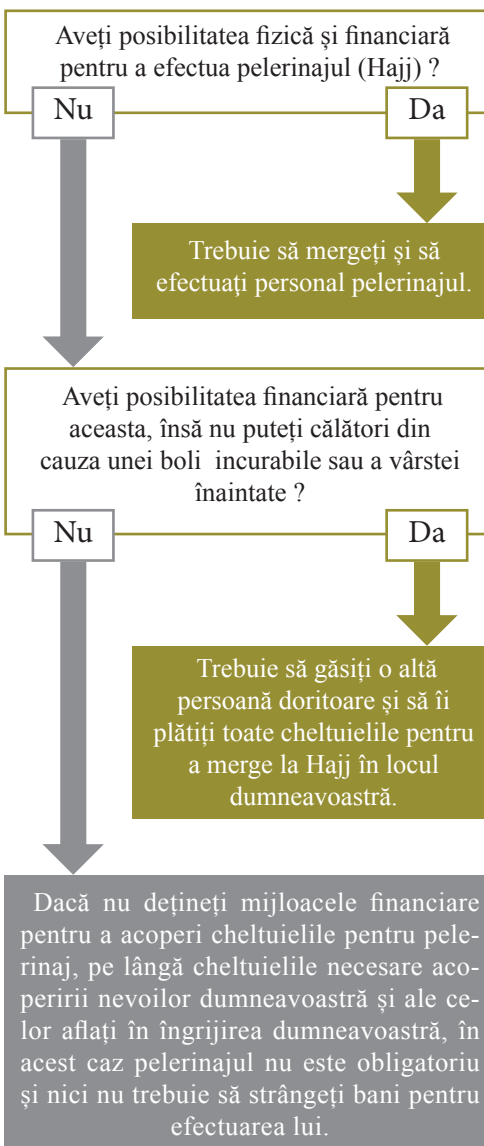 Aveți posibilitatea fizică și financiară
pentru a efectua pelerinajul (Hajj) ?
Nu
Da
Trebuie să mergeți și să
efectuați personal pelerinajul.
Aveți posibilitatea financiară pentru
aceasta, însă nu puteți călători din
cauza unei boli incurabile sau a vârstei
înaintate ?
Nu
Da
Trebuie să găsiți o altă
persoană doritoare și să îi
plătiți toate cheltuielile pentru
a merge la Hajj în locul
dumneavoastră.
Dacă nu dețineți mijloacele financiare
pentru a acoperi cheltuielile pentru pele-
rinaj, pe lângă cheltuielile necesare aco-
peririi nevoilor dumneavoastră și ale ce-
lor aflați în îngrijirea dumneavoastră, în
acest caz pelerinajul nu este obligatoriu
și nici nu trebuie să strângeți bani pentru
efectuarea lui.